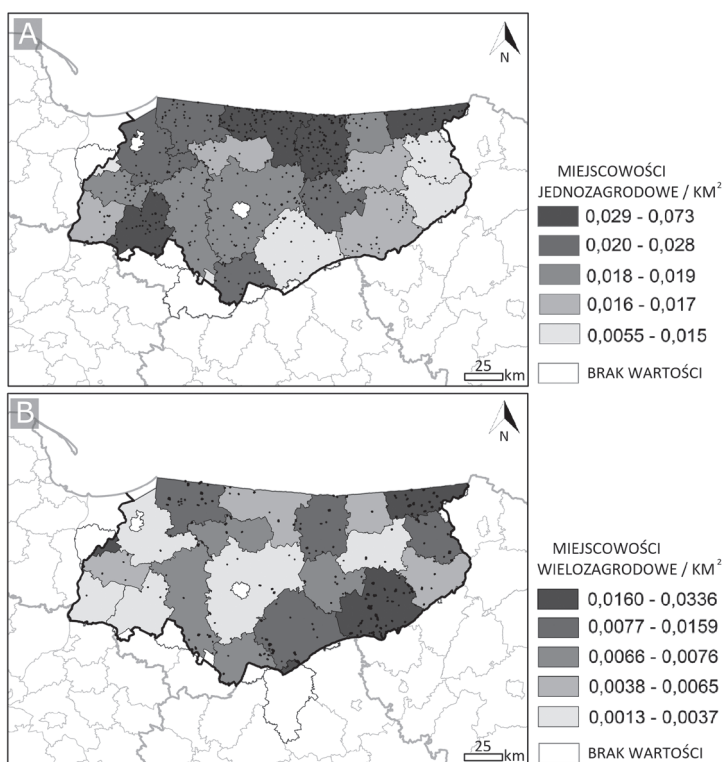 A
N
25
km
MIEJSCOWOŚCI
JEDNOZAGRODOWE / KM²
0,029 - 0,073
0,020 - 0,028
0,018 - 0,019
0,016 - 0,017
0,0055 - 0,015
BRAK WARTOŚCI
B
N
25
km
MIEJSCOWOŚCI
WIELOZAGRODOWE / KM²
0,0160 - 0,0336
0,0077 - 0,0159
0,0066 - 0,0076
0,0038 - 0,0065
0,0013 - 0,0037
BRAK WARTOŚCI